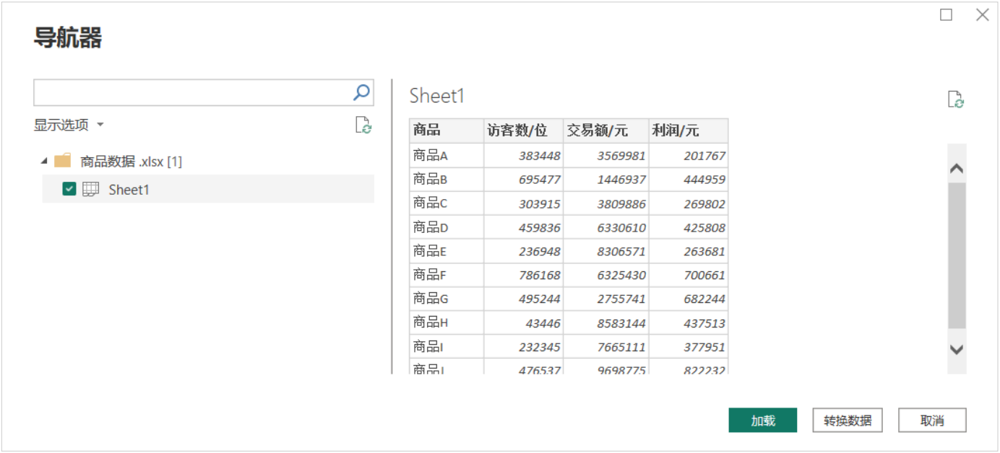 导航器
显示选项
商品数据 .xlsx [1]
Sheet1
Sheet1
商品 访客数/位 交易额/元 利润/元
商品A 383448 3569981 201767
商品B 695477 1446937 444959
商品C 303915 3809886 269802
商品D 459836 6330610 425808
商品E 236948 8306571 263681
商品F 786168 6325430 700661
商品G 495244 2755741 682244
商品H 43446 8583144 437513
商品I 232345 7665111 377951
商品J 476537 9698775 822232
加载 转换数据 取消